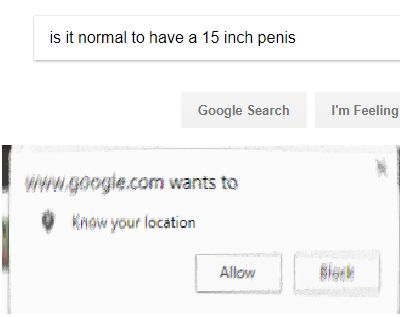 is it normal to have a 15 inch penis
Google Search
I'm Feeling
www.google.com wants to
Know your location
Allow
Block